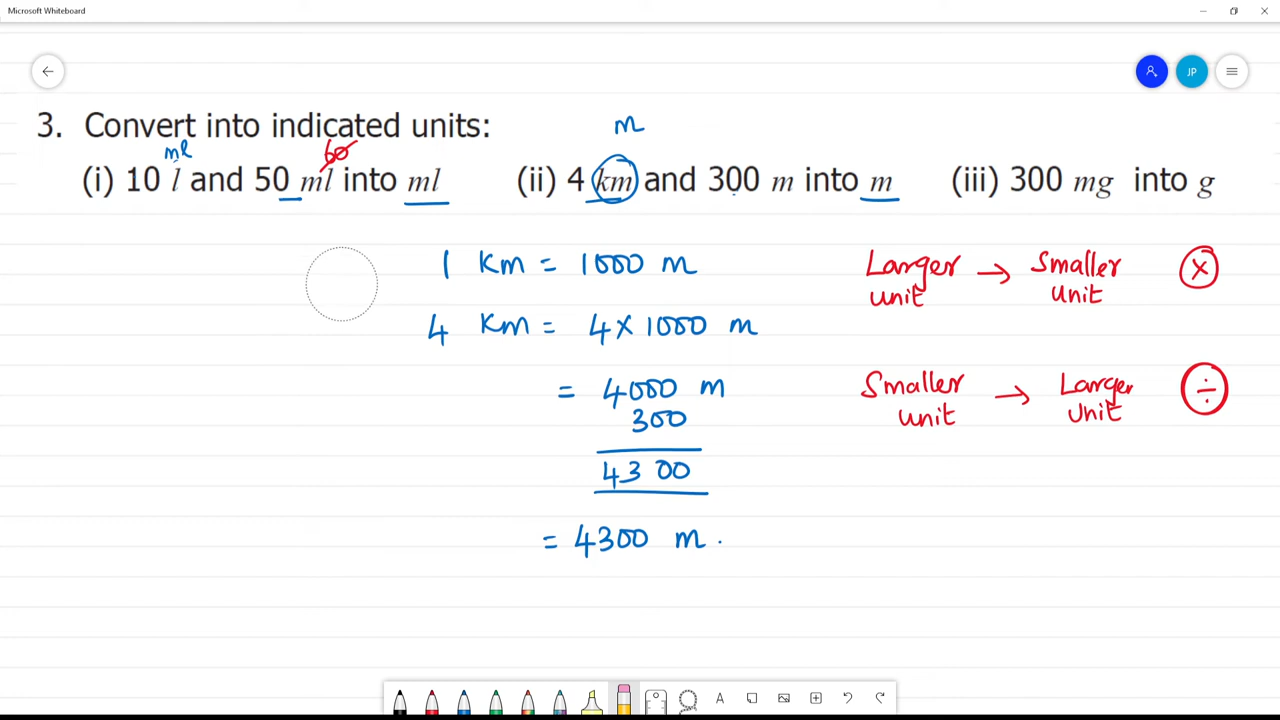 Microsoft Whiteboard
JP
3. Convert into indicated units:
m
ml 60
(i) 10 l and 50 ml into ml (ii) 4 km and 300 m into m (iii) 300 mg into g
1 Km = 1000 m
4 Km = 4 × 1000 m
= 4000 m
300
4300
= 4300 m.
Larger unit → Smaller unit ×
Smaller unit → Larger unit ÷
A